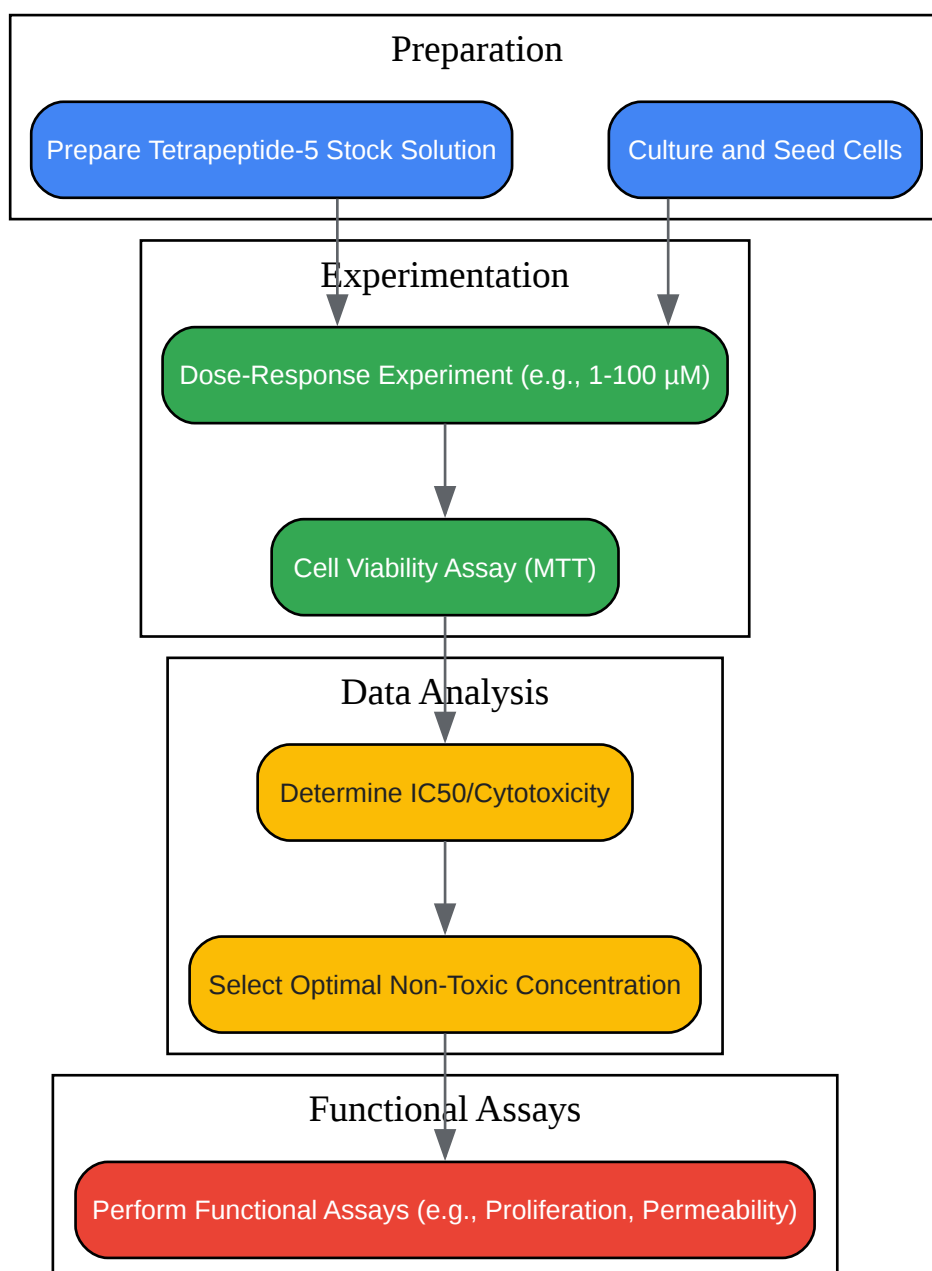 Preparation
Prepare Tetrapeptide-5 Stock Solution
Culture and Seed Cells
Experimentation
Dose-Response Experiment (e.g., 1-100 µM)
Cell Viability Assay (MTT)
Data Analysis
Determine IC50/Cytotoxicity
Select Optimal Non-Toxic Concentration
Functional Assays
Perform Functional Assays (e.g., Proliferation, Permeability)